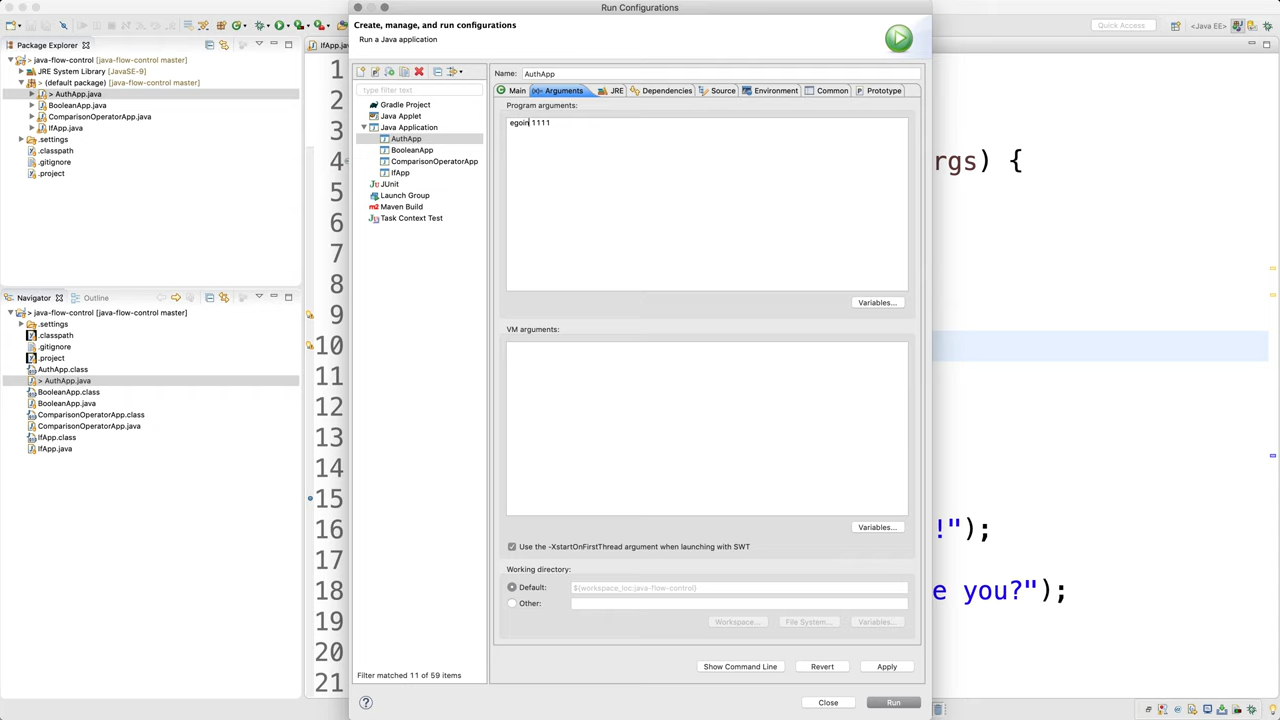 Run Configurations
Quick Access
<Java EE>
Package Explorer
java-flow-control [java-flow-control master]
JRE System Library [JavaSE-9]
> (default package) [java-flow-control master]
> AuthApp.java
BooleanApp.java
ComparisonOperatorApp.java
IfApp.java
.settings
.classpath
.gitignore
.project
Navigator
Outline
> java-flow-control [java-flow-control master]
.settings
.classpath
.gitignore
.project
AuthApp.class
> AuthApp.java
BooleanApp.class
BooleanApp.java
ComparisonOperatorApp.class
ComparisonOperatorApp.java
IfApp.class
IfApp.java
1
2
3
4
5
6
7
8
9
10
11
12
13
14
15
16
17
18
19
20
21
Create, manage, and run configurations
Run a Java application
type filter text
Gradle Project
Java Applet
Java Application
AuthApp
BooleanApp
ComparisonOperatorApp
IfApp
JUnit
Launch Group
Maven Build
Task Context Test
Filter matched 11 of 59 items
Name: AuthApp
Main Arguments JRE Dependencies Source Environment Common Prototype
Program arguments:
egoin 1111
Variables...
VM arguments:
Variables...
Use the -XstartOnFirstThread argument when launching with SWT
Working directory:
Default: ${workspace_loc:java-flow-control}
Other:
Workspace... File System... Variables...
Show Command Line Revert Apply
Close Run
rgs) {
!");
e you?");